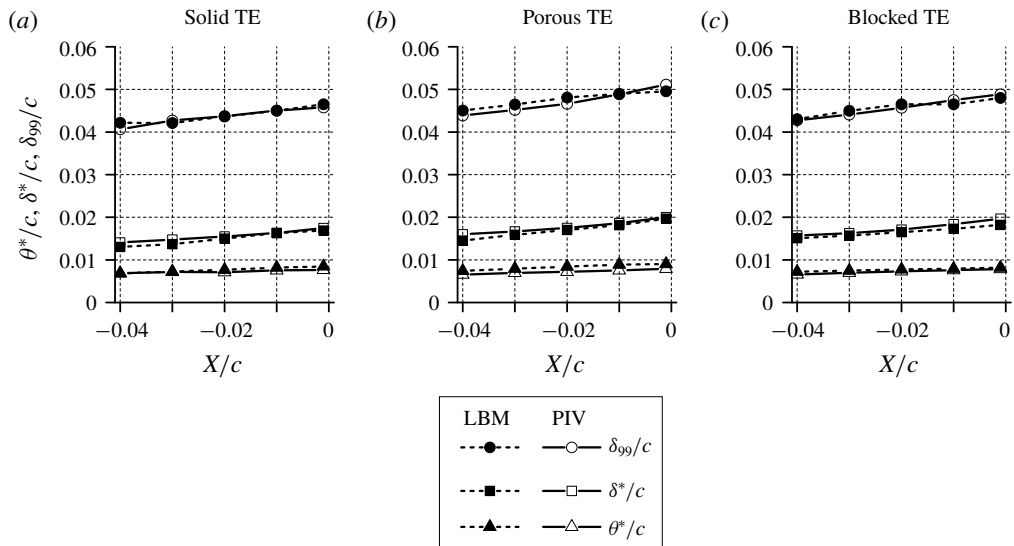 (a) Solid TE
(b) Porous TE
(c) Blocked TE
θ*/c, δ*/c, δ99/c
0.06
0.05
0.04
0.03
0.02
0.01
0
−0.04 −0.02 0
X/c
0.06
0.05
0.04
0.03
0.02
0.01
0
−0.04 −0.02 0
X/c
0.06
0.05
0.04
0.03
0.02
0.01
0
−0.04 −0.02 0
X/c
LBM PIV
δ99/c
δ*/c
θ*/c